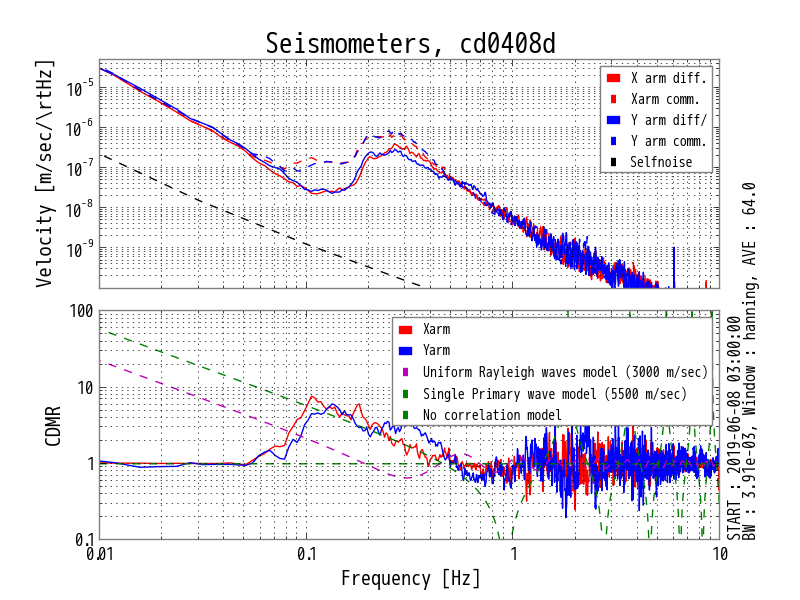 Seismometers, cd0408d
Velocity [m/sec/\rtHz]
10^-5
10^-6
10^-7
10^-8
10^-9
X arm diff.
Xarm comm.
Y arm diff/
Y arm comm.
Selfnoise
CDMR
100
10
1
0.1
Xarm
Yarm
Uniform Rayleigh waves model (3000 m/sec)
Single Primary wave model (5500 m/sec)
No correlation model
0.01
0.1
1
10
Frequency [Hz]
START : 2019-06-08 03:00:00
BW : 3.91e-03, Window : hanning, AVE : 64.0